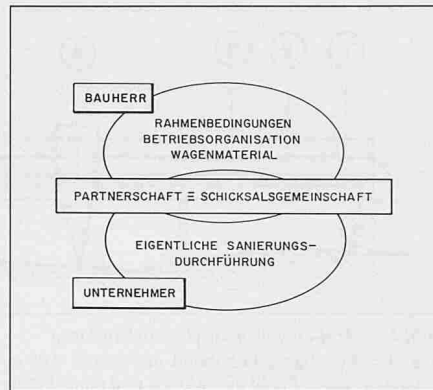 BAUHERR
RAHMENBEDINGUNGEN
BETRIEBSORGANISATION
WAGENMATERIAL
PARTNERSCHAFT Ξ SCHICKSALSGEMEINSCHAFT
EIGENTLICHE SANIERUNGS–
DURCHFÜHRUNG
UNTERNEHMER